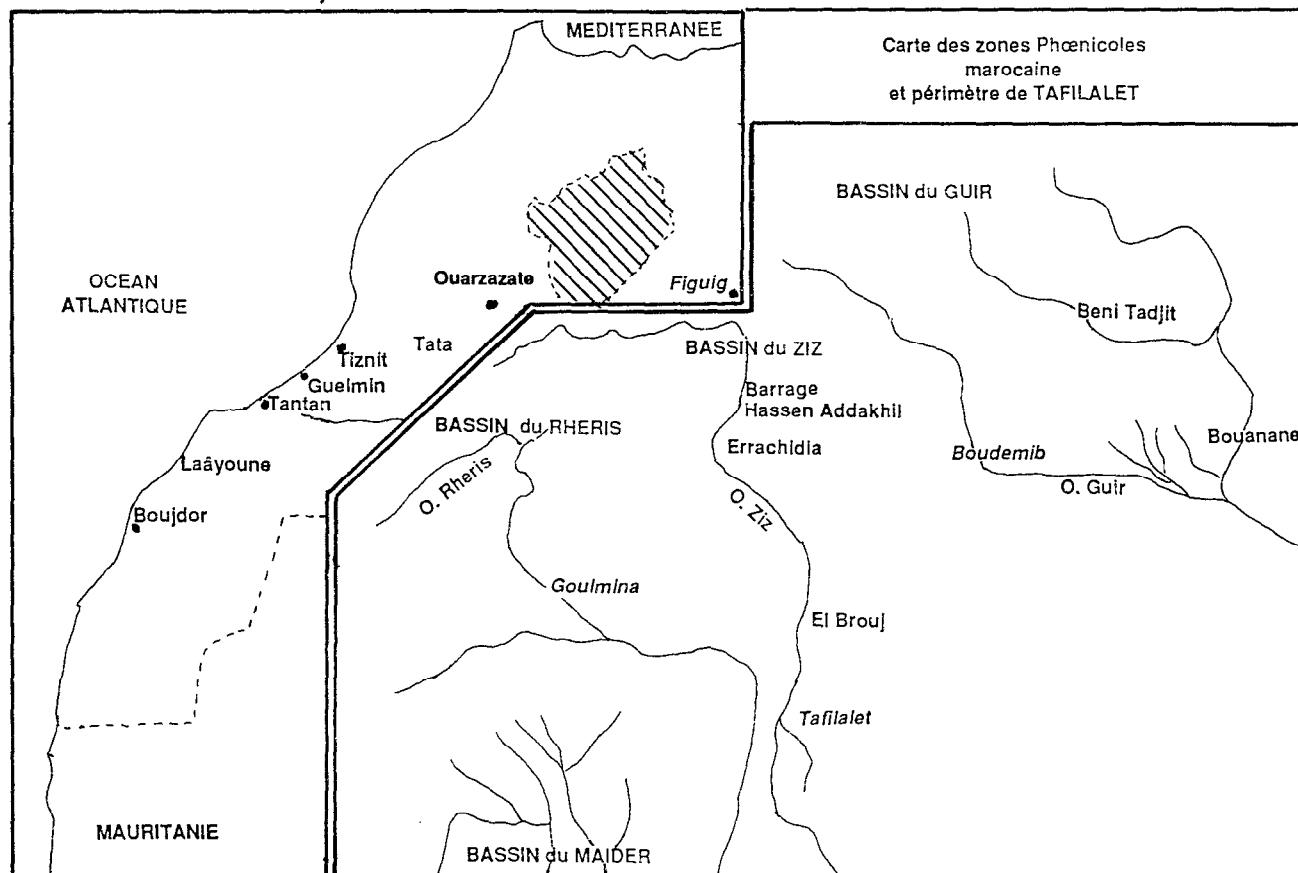 MEDITERRANEE
Carte des zones Phœnicoles
marocaine
et périmètre de TAFILALET
BASSIN du GUIR
OCEAN
ATLANTIQUE
Ouarzazate
Figuig
Beni Tadjit
Tata
BASSIN du ZIZ
Tiznit
Guelmin
Tantan
Barrage
Hassen Addakhil
BASSIN du RHERIS
Errachidia
Boudemib
Bouanane
Laâyoune
O. Rheris
O. Ziz
O. Guir
Boujdor
Goulmina
El Brouj
Tafilalet
MAURITANIE
BASSIN du MAIDER